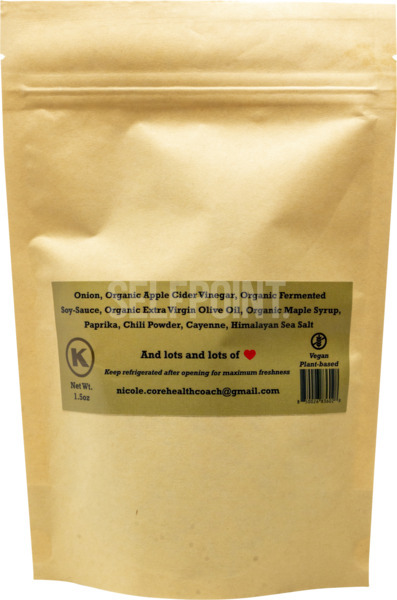 SELFPOINT.
Onion, Organic Apple Cider Vinegar, Organic Fermented
Soy-Sauce, Organic Extra Virgin Olive Oil, Organic Maple Syrup,
Paprika, Chili Powder, Cayenne, Himalayan Sea Salt
K
And lots and lots of
Vegan
Plant-based
Keep refrigerated after opening for maximum freshness
Net Wt.
1.5oz
nicole.corehealthcoach@gmail.com